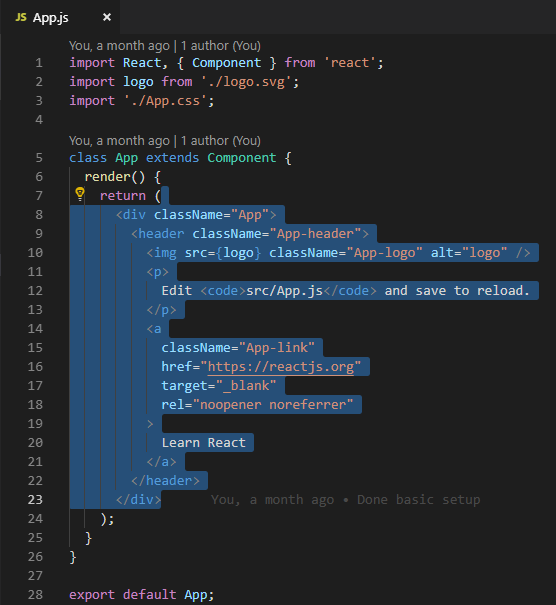 JS App.js ×
You, a month ago | 1 author (You)
1 import React, { Component } from 'react';
2 import logo from './logo.svg';
3 import './App.css';
4
You, a month ago | 1 author (You)
5 class App extends Component {
6 render() {
7 return (
8 <div className="App">
9 <header className="App-header">
10 <img src={logo} className="App-logo" alt="logo" />
11 <p>
12 Edit <code>src/App.js</code> and save to reload.
13 </p>
14 <a
15 className="App-link"
16 href="https://reactjs.org"
17 target="_blank"
18 rel="noopener noreferrer"
19 >
20 Learn React
21 </a>
22 </header>
23 </div> You, a month ago • Done basic setup
24 );
25 }
26 }
27
28 export default App;